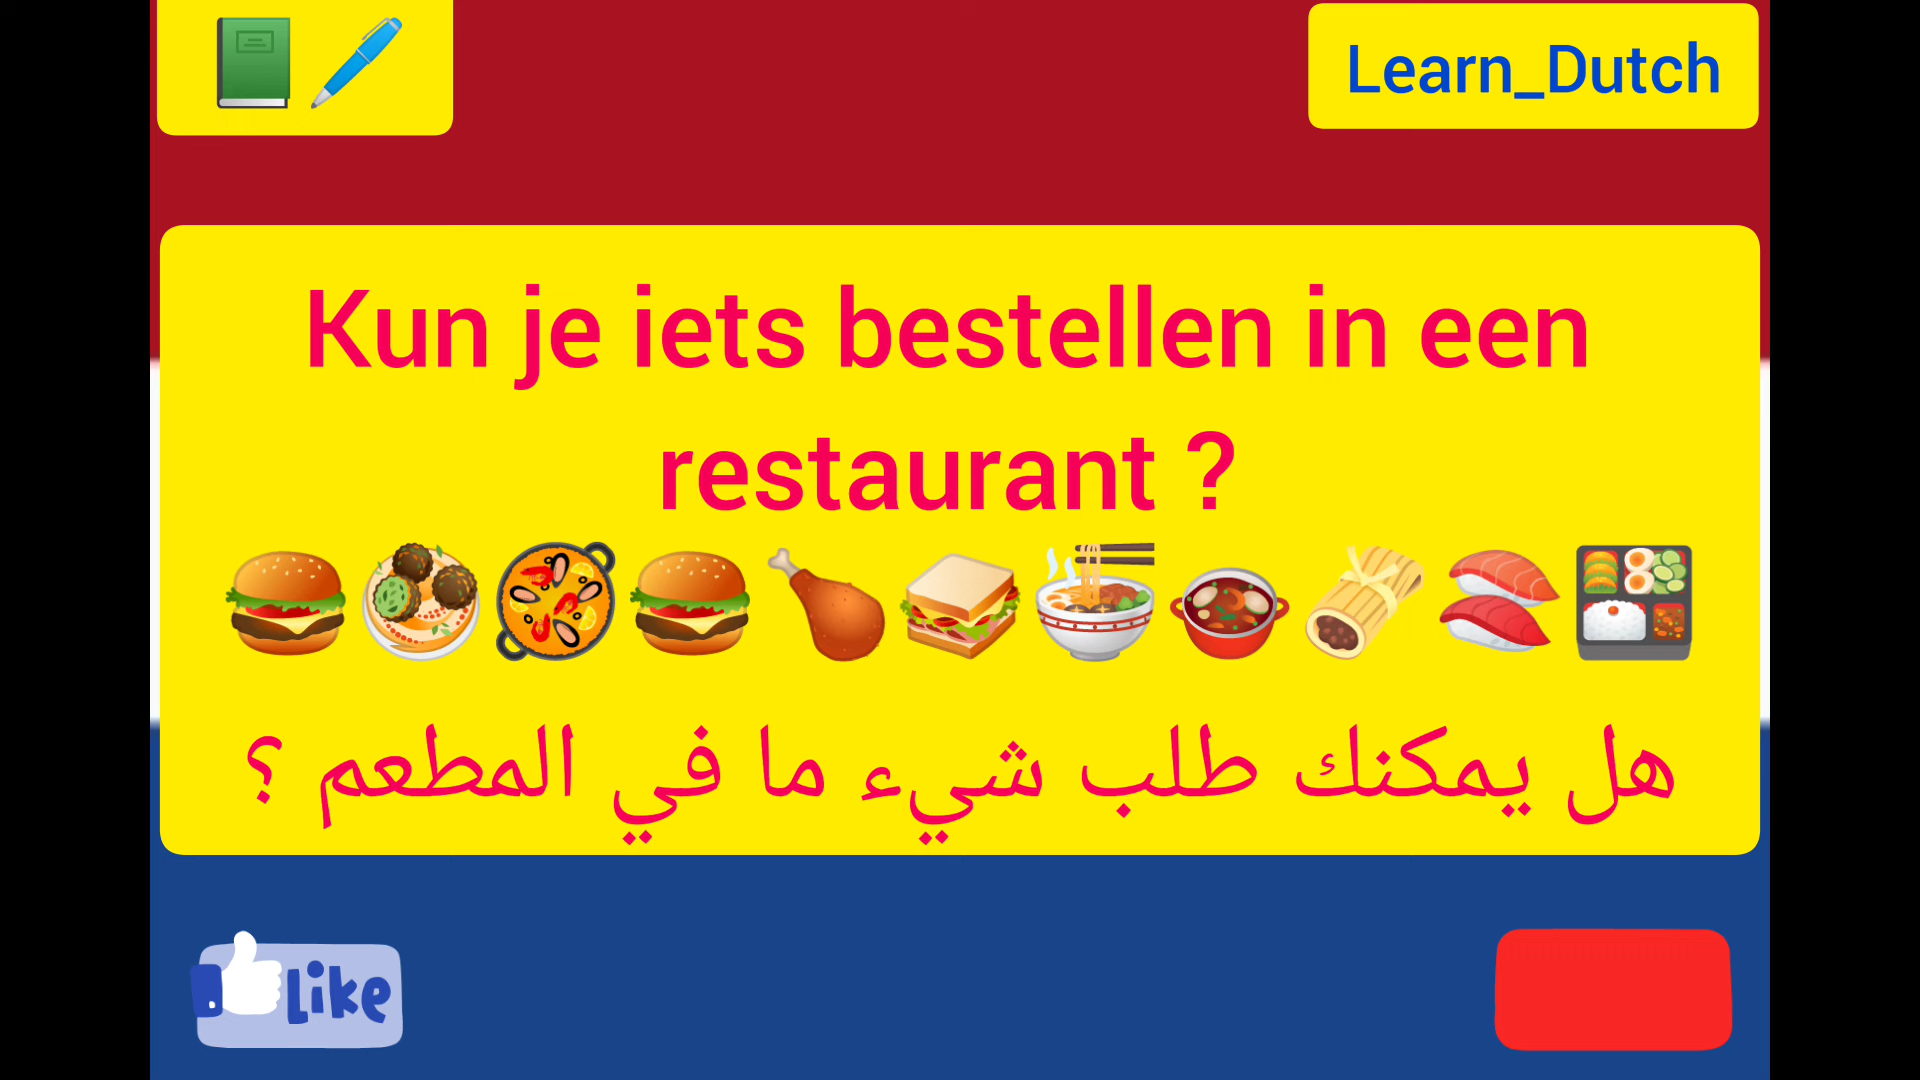 Learn_Dutch
Kun je iets bestellen in een
restaurant ?
هل يمكنك طلب شيء ما في المطعم ؟
Like